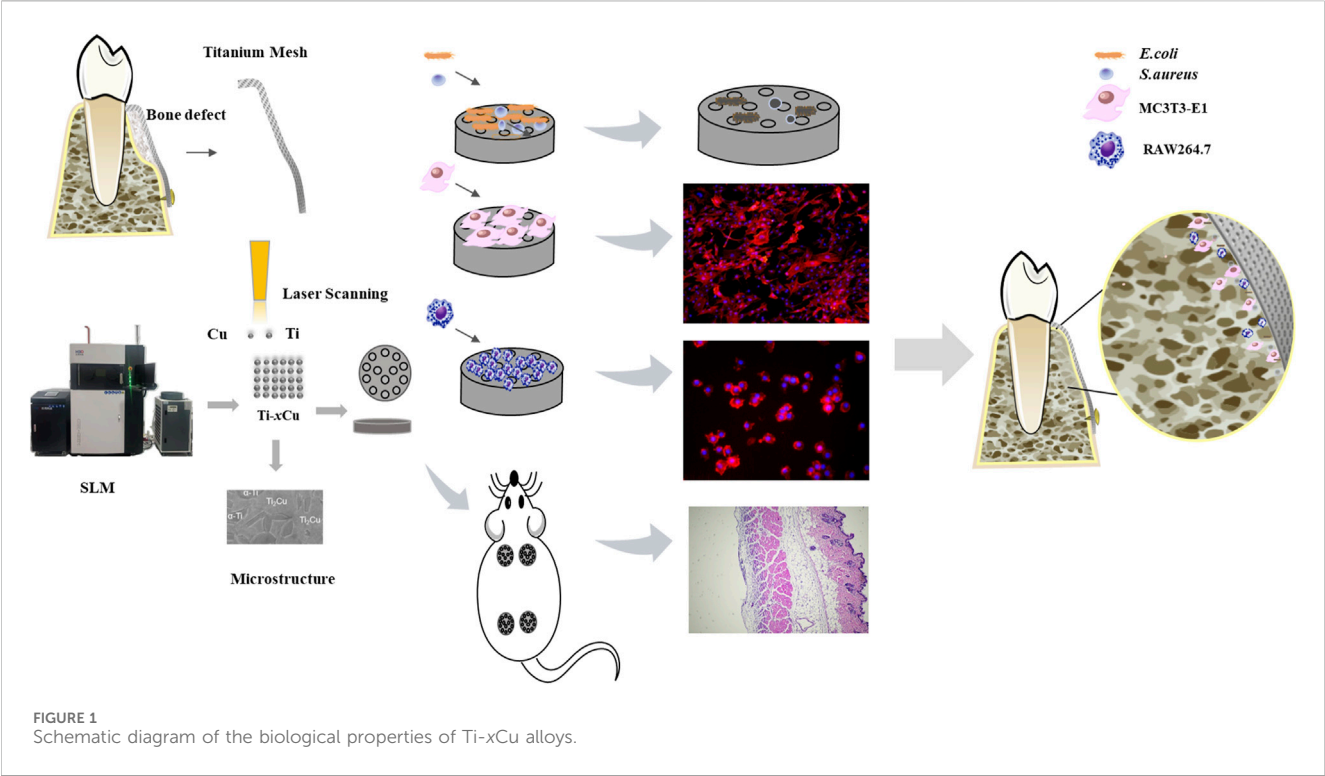 Titanium Mesh
Bone defect
Laser Scanning
Cu Ti
Ti-xCu
SLM
α-Ti
Ti₂Cu
α-Ti
Ti₂Cu
Microstructure
E.coli
S.aureus
MC3T3-E1
RAW264.7
FIGURE 1
Schematic diagram of the biological properties of Ti-xCu alloys.